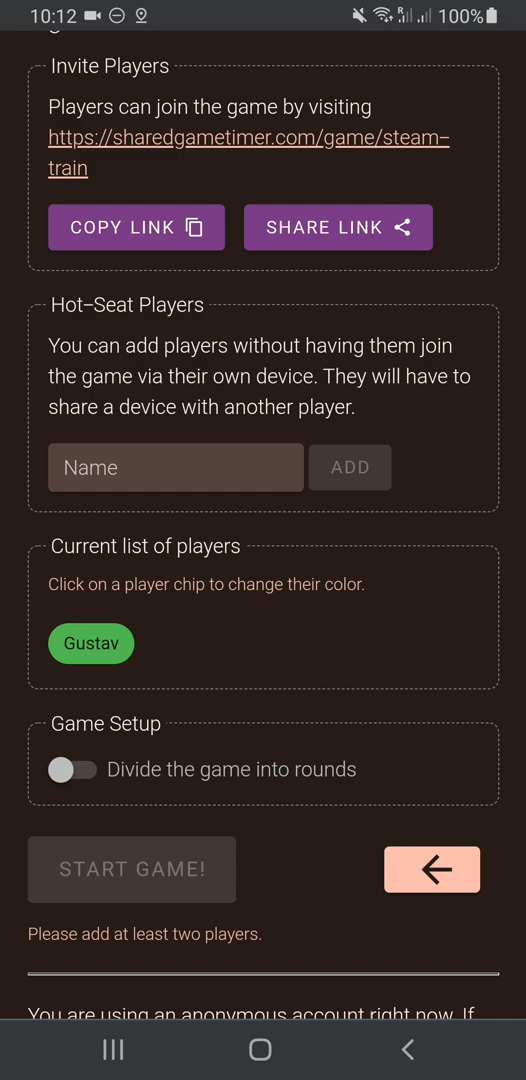 10:12
R
100%
Invite Players
Players can join the game by visiting
https://sharedgametimer.com/game/steam-
train
COPY LINK
SHARE LINK
Hot-Seat Players
You can add players without having them join
the game via their own device. They will have to
share a device with another player.
Name
ADD
Current list of players
Click on a player chip to change their color.
Gustav
Game Setup
Divide the game into rounds
START GAME!
Please add at least two players.
You are using an anonymous account right now. If